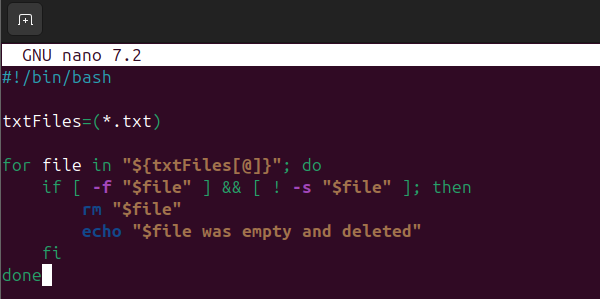 GNU nano 7.2
#!/bin/bash
txtFiles=(*.txt)
for file in "${txtFiles[@]}"; do
    if [ -f "$file" ] && [ ! -s "$file" ]; then
        rm "$file"
        echo "$file was empty and deleted"
    fi
done